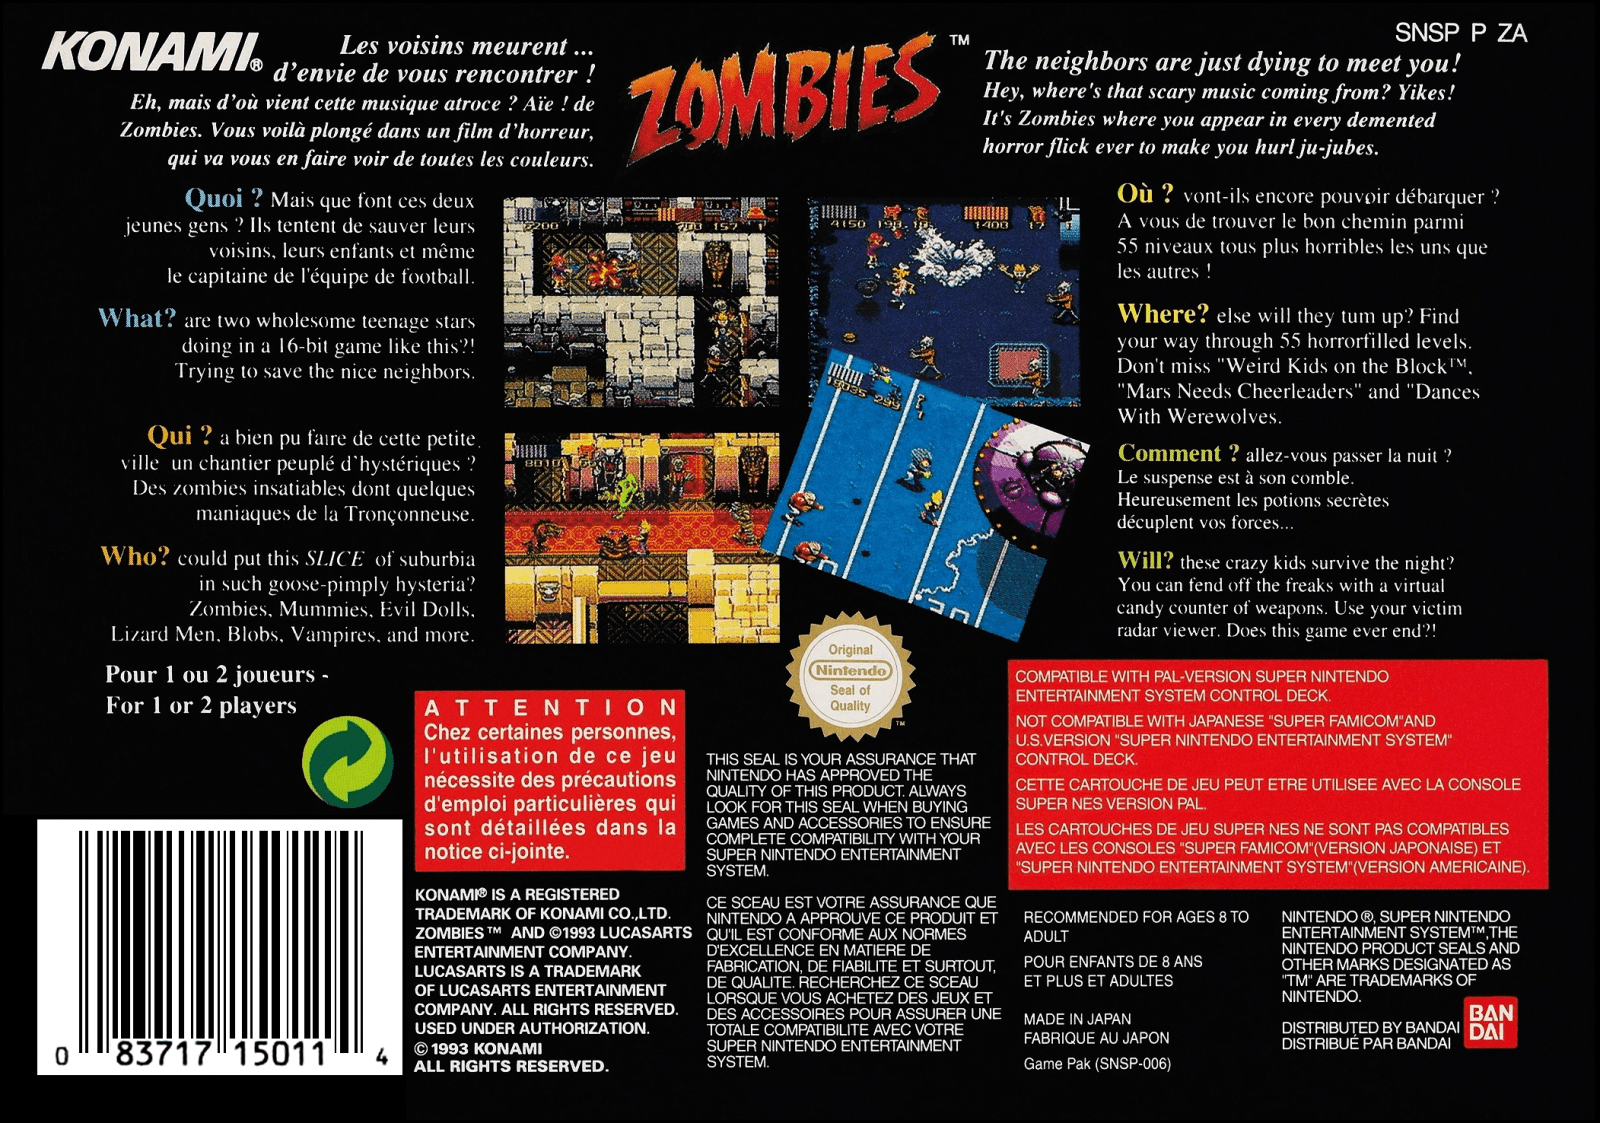 KONAMI®
Les voisins meurent ...
d'envie de vous rencontrer !
Eh, mais d'où vient cette musique atroce ? Aïe ! de
Zombies. Vous voilà plongé dans un film d'horreur,
qui va vous en faire voir de toutes les couleurs.
ZOMBIES™
SNSP P ZA
The neighbors are just dying to meet you!
Hey, where's that scary music coming from? Yikes!
It's Zombies where you appear in every demented
horror flick ever to make you hurl ju-jubes.
Quoi ? Mais que font ces deux
jeunes gens ? Ils tentent de sauver leurs
voisins, leurs enfants et même
le capitaine de l'équipe de football.
What? are two wholesome teenage stars
doing in a 16-bit game like this?!
Trying to save the nice neighbors.
Qui ? a bien pu faire de cette petite
ville un chantier peuplé d'hystériques ?
Des zombies insatiables dont quelques
maniaques de la Tronçonneuse.
Who? could put this SLICE of suburbia
in such goose-pimply hysteria?
Zombies, Mummies, Evil Dolls,
Lizard Men, Blobs, Vampires, and more.
Pour 1 ou 2 joueurs -
For 1 or 2 players
Où ? vont-ils encore pouvoir débarquer ?
A vous de trouver le bon chemin parmi
55 niveaux tous plus horribles les uns que
les autres !
Where? else will they turn up? Find
your way through 55 horrorfilled levels.
Don't miss "Weird Kids on the Block™,
"Mars Needs Cheerleaders" and "Dances
With Werewolves.
Comment ? allez-vous passer la nuit ?
Le suspense est à son comble.
Heureusement les potions secrètes
décuplent vos forces...
Will? these crazy kids survive the night?
You can fend off the freaks with a virtual
candy counter of weapons. Use your victim
radar viewer. Does this game ever end?!
ATTENTION
Chez certaines personnes,
l'utilisation de ce jeu
nécessite des précautions
d'emploi particulières qui
sont détaillées dans la
notice ci-jointe.
Original
Nintendo
Seal of
Quality
™
THIS SEAL IS YOUR ASSURANCE THAT
NINTENDO HAS APPROVED THE
QUALITY OF THIS PRODUCT. ALWAYS
LOOK FOR THIS SEAL WHEN BUYING
GAMES AND ACCESSORIES TO ENSURE
COMPLETE COMPATIBILITY WITH YOUR
SUPER NINTENDO ENTERTAINMENT
SYSTEM.
CE SCEAU EST VOTRE ASSURANCE QUE
NINTENDO A APPROUVE CE PRODUIT ET
QU'IL EST CONFORME AUX NORMES
D'EXCELLENCE EN MATIERE DE
FABRICATION, DE FIABILITE ET SURTOUT,
DE QUALITE. RECHERCHEZ CE SCEAU
LORSQUE VOUS ACHETEZ DES JEUX ET
DES ACCESSOIRES POUR ASSURER UNE
TOTALE COMPATIBILITE AVEC VOTRE
SUPER NINTENDO ENTERTAINMENT
SYSTEM.
COMPATIBLE WITH PAL-VERSION SUPER NINTENDO
ENTERTAINMENT SYSTEM CONTROL DECK.
NOT COMPATIBLE WITH JAPANESE "SUPER FAMICOM"AND
U.S.VERSION "SUPER NINTENDO ENTERTAINMENT SYSTEM"
CONTROL DECK.
CETTE CARTOUCHE DE JEU PEUT ETRE UTILISEE AVEC LA CONSOLE
SUPER NES VERSION PAL.
LES CARTOUCHES DE JEU SUPER NES NE SONT PAS COMPATIBLES
AVEC LES CONSOLES "SUPER FAMICOM"(VERSION JAPONAISE) ET
"SUPER NINTENDO ENTERTAINMENT SYSTEM"(VERSION AMERICAINE).
0 83717 15011 4
KONAMI® IS A REGISTERED
TRADEMARK OF KONAMI CO.,LTD.
ZOMBIES™ AND ©1993 LUCASARTS
ENTERTAINMENT COMPANY.
LUCASARTS IS A TRADEMARK
OF LUCASARTS ENTERTAINMENT
COMPANY. ALL RIGHTS RESERVED.
USED UNDER AUTHORIZATION.
© 1993 KONAMI
ALL RIGHTS RESERVED.
RECOMMENDED FOR AGES 8 TO
ADULT
POUR ENFANTS DE 8 ANS
ET PLUS ET ADULTES
MADE IN JAPAN
FABRIQUE AU JAPON
Game Pak (SNSP-006)
NINTENDO ®, SUPER NINTENDO
ENTERTAINMENT SYSTEM™,THE
NINTENDO PRODUCT SEALS AND
OTHER MARKS DESIGNATED AS
"TM" ARE TRADEMARKS OF
NINTENDO.
DISTRIBUTED BY BANDAI
DISTRIBUÉ PAR BANDAI
BAN
DAI